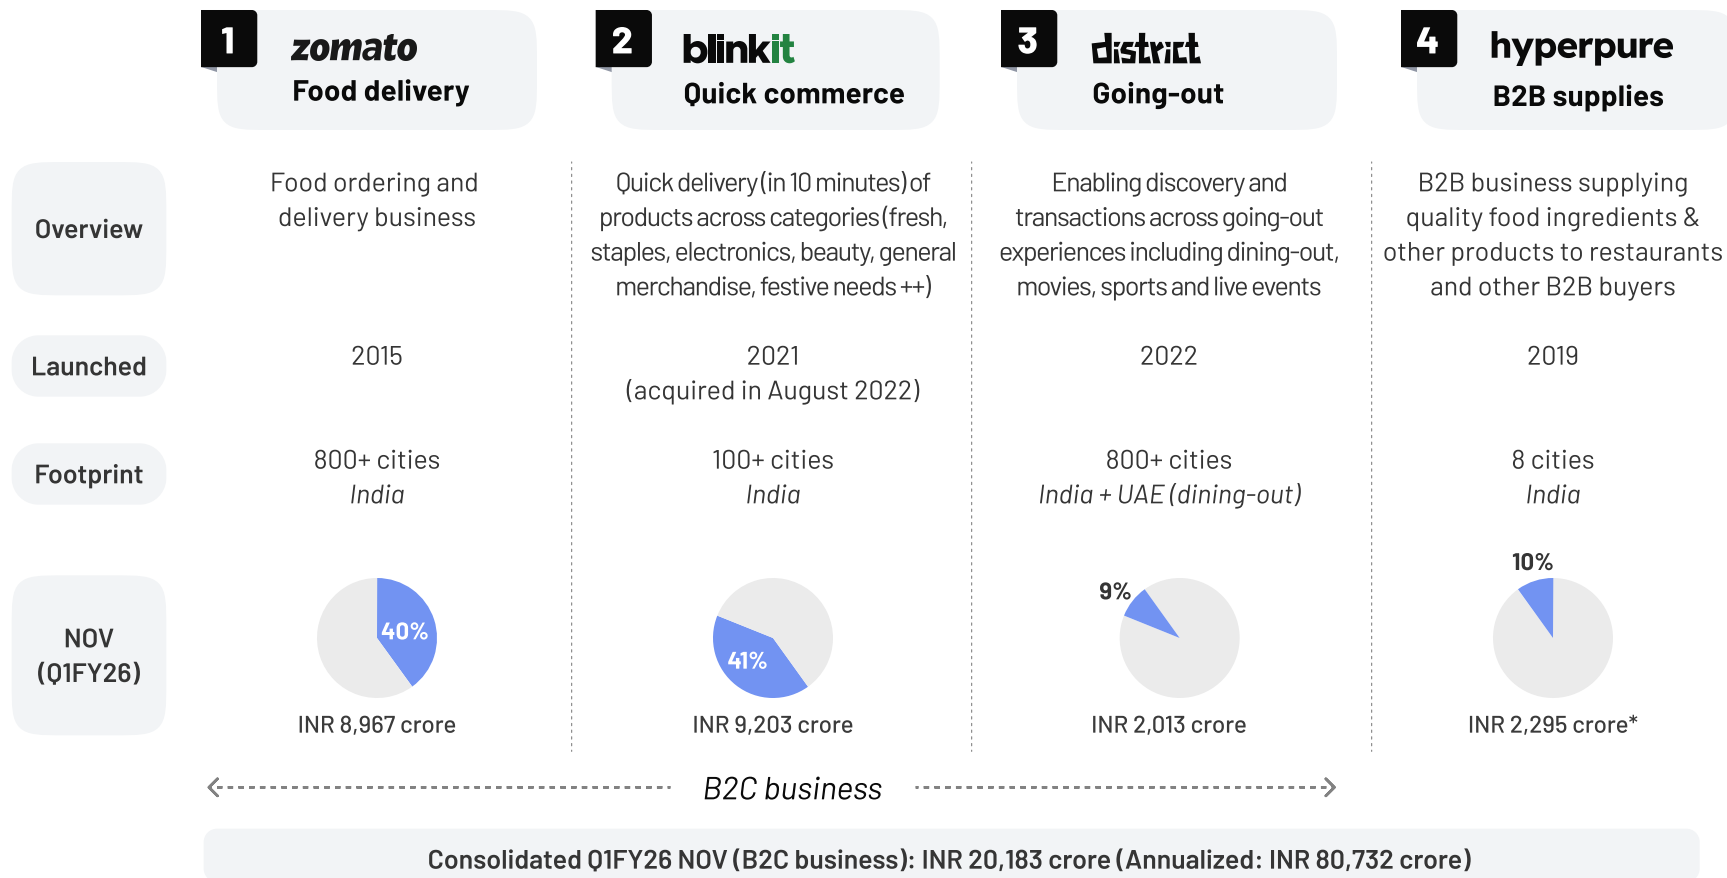 1
zomato
Food delivery
2
blinkit
Quick commerce
3
district
Going-out
4
hyperpure
B2B supplies
Overview
Food ordering and
delivery business
Quick delivery (in 10 minutes) of
products across categories (fresh,
staples, electronics, beauty, general
merchandise, festive needs ++)
Enabling discovery and
transactions across going-out
experiences including dining-out,
movies, sports and live events
B2B business supplying
quality food ingredients &
other products to restaurants
and other B2B buyers
Launched
2015
2021
(acquired in August 2022)
2022
2019
Footprint
800+ cities
India
100+ cities
India
800+ cities
India + UAE (dining-out)
8 cities
India
NOV
(Q1FY26)
40%
INR 8,967 crore
41%
INR 9,203 crore
9%
INR 2,013 crore
10%
INR 2,295 crore*
B2C business
Consolidated Q1FY26 NOV (B2C business): INR 20,183 crore (Annualized: INR 80,732 crore)